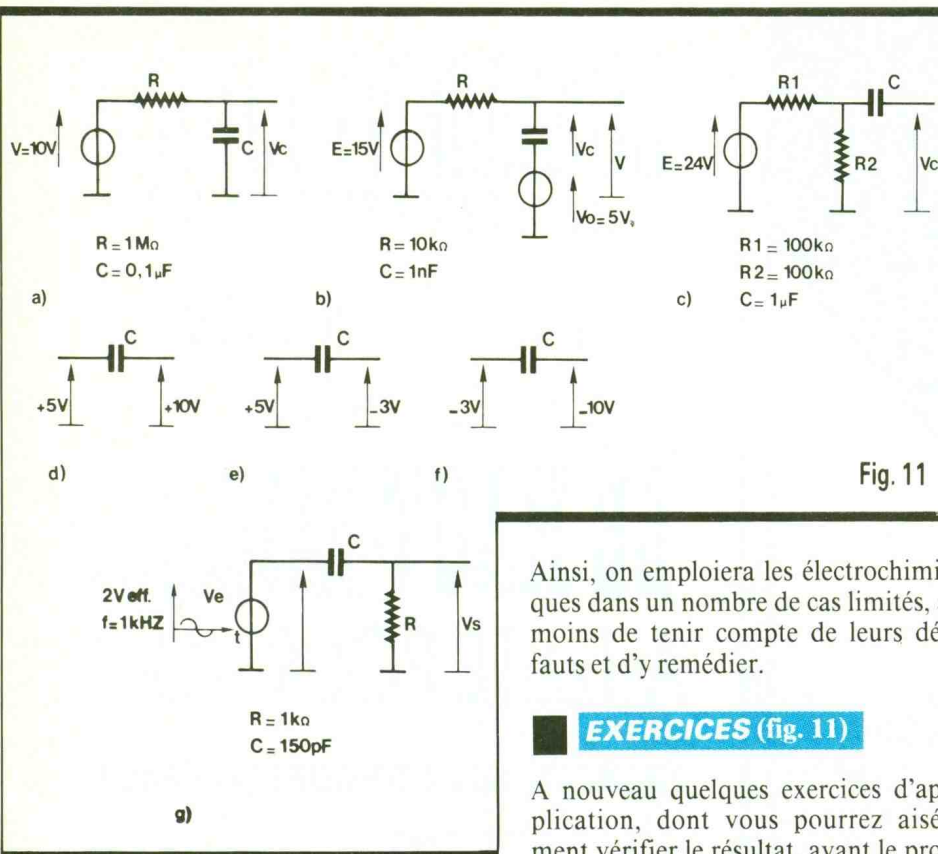 R
V=10V
C
Vc
R = 1 MΩ
C = 0,1µF
a)
R
E=15V
Vc
V
Vo=5V
R = 10kΩ
C = 1nF
b)
R1
C
E=24V
R2
Vc
R1 = 100kΩ
R2 = 100kΩ
C = 1µF
c)
C
+5V
+10V
d)
C
+5V
-3V
e)
C
-3V
-10V
f)
Fig. 11
2V eff.
f=1kHZ
t
Ve
C
R
Vs
R = 1kΩ
C = 150pF
g)
Ainsi, on emploiera les électrochimi-
ques dans un nombre de cas limités,
moins de tenir compte de leurs dé-
fauts et d'y remédier.
EXERCICES (fig. 11)
A nouveau quelques exercices d'ap-
plication, dont vous pourrez aisé-
ment vérifier le résultat, avant le pro